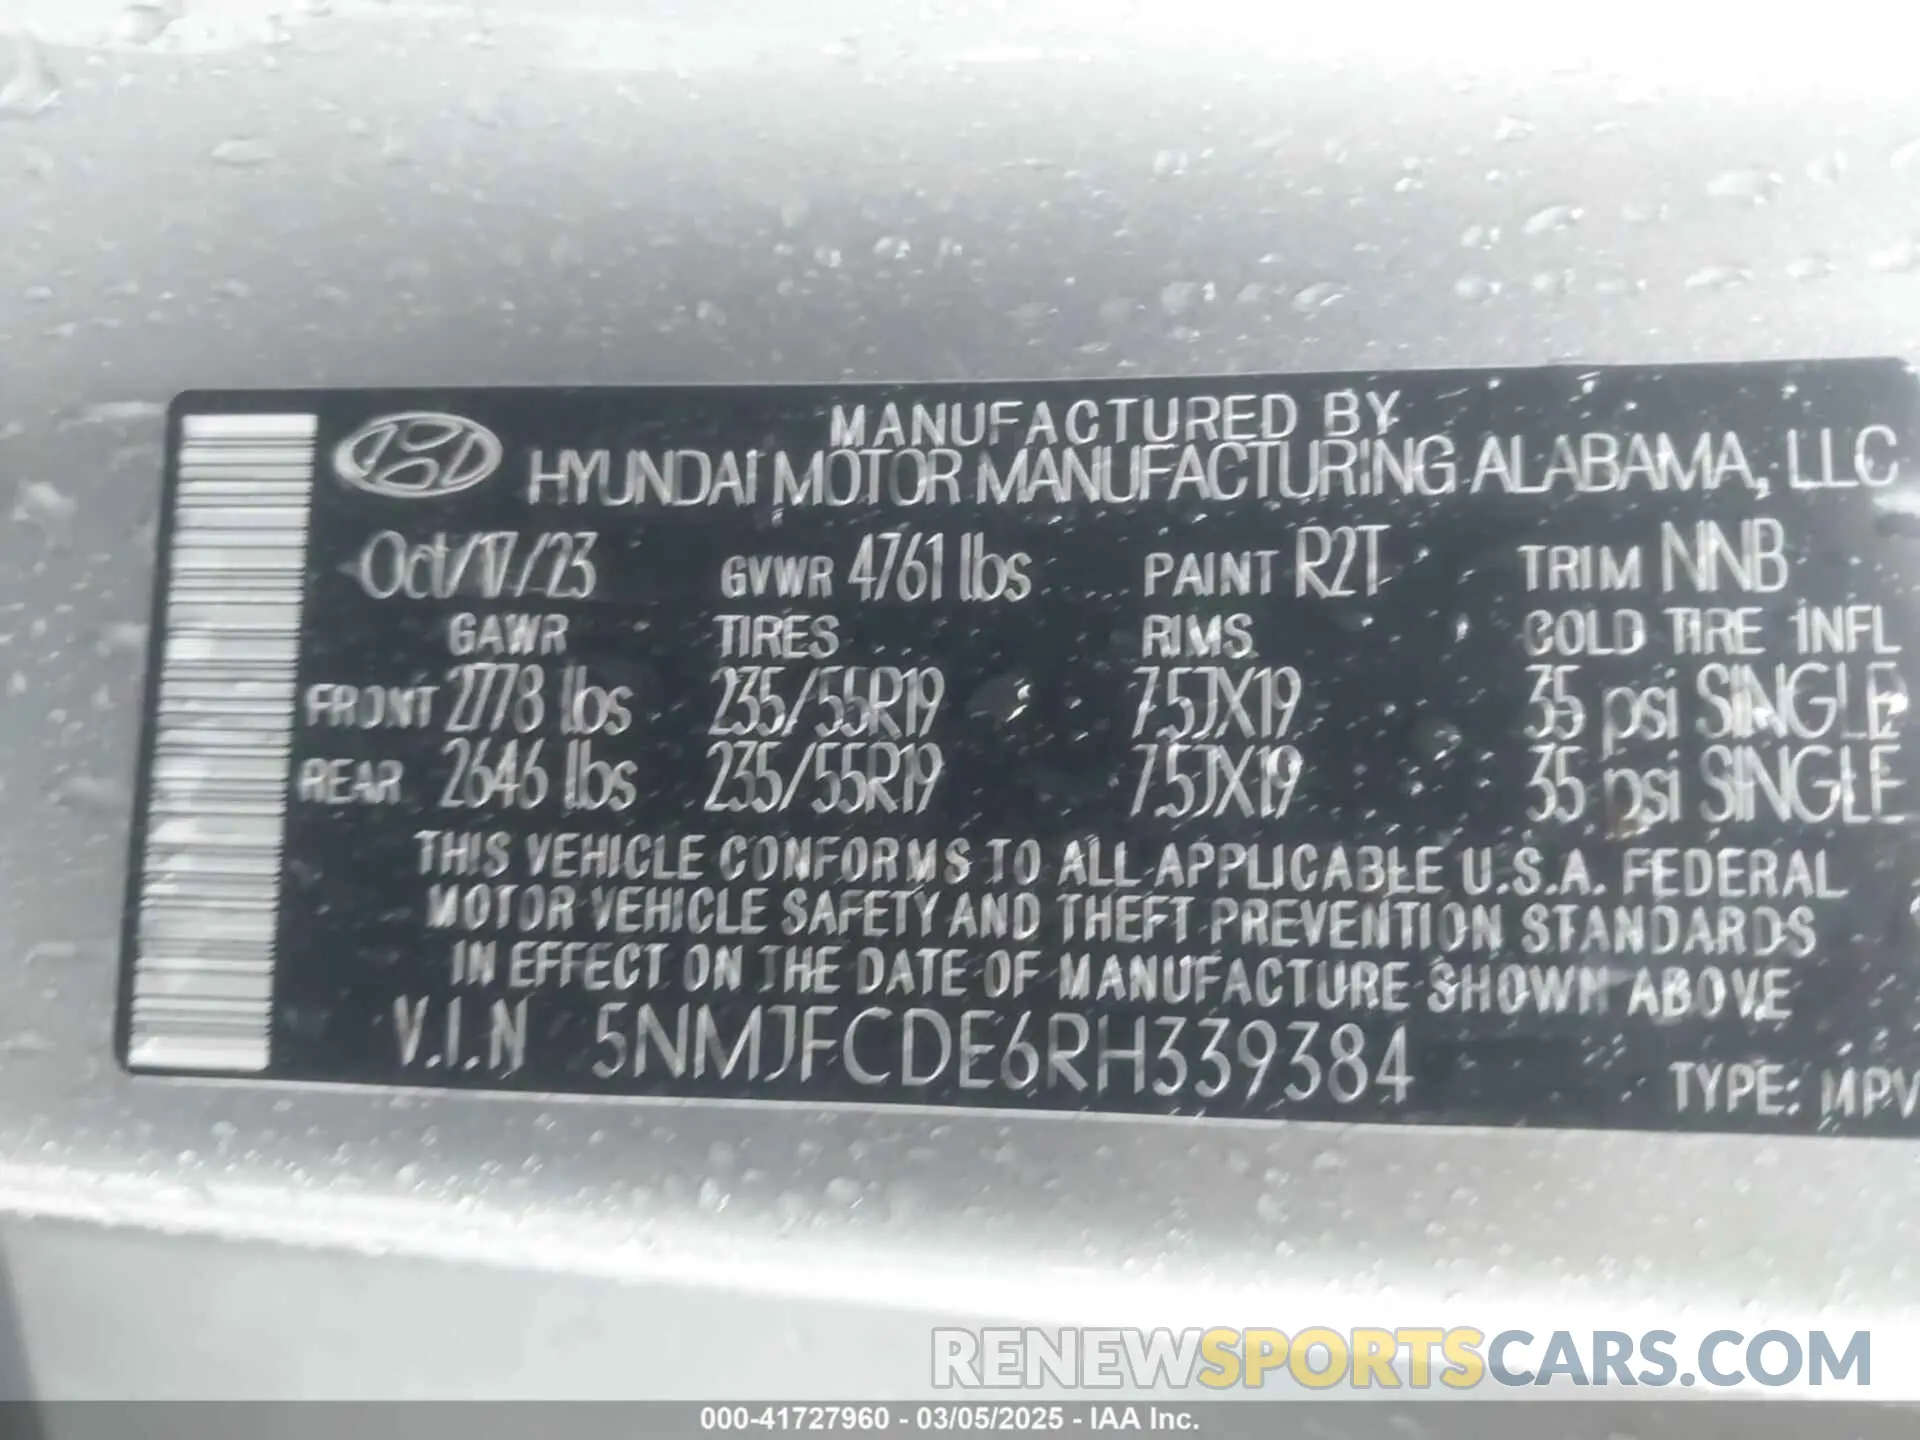 MANUFACTURED BY
HYUNDAI MOTOR MANUFACTURING ALABAMA, LLC
Oct/17/23 GVWR 4761 lbs PAINT R2T TRIM NNB
GAWR TIRES RIMS COLD TIRE INFL
FRONT 2778 lbs 235/55R19 7.5JX19 35 psi SINGLE
REAR 2646 lbs 235/55R19 7.5JX19 35 psi SINGLE
THIS VEHICLE CONFORMS TO ALL APPLICABLE U.S.A. FEDERAL
MOTOR VEHICLE SAFETY AND THEFT PREVENTION STANDARDS
IN EFFECT ON THE DATE OF MANUFACTURE SHOWN ABOVE
V.I.N 5NMJFCDE6RH339384
TYPE: MPV
RENEWSPORTSCARS.COM
000-41727960 - 03/05/2025 - IAA Inc.